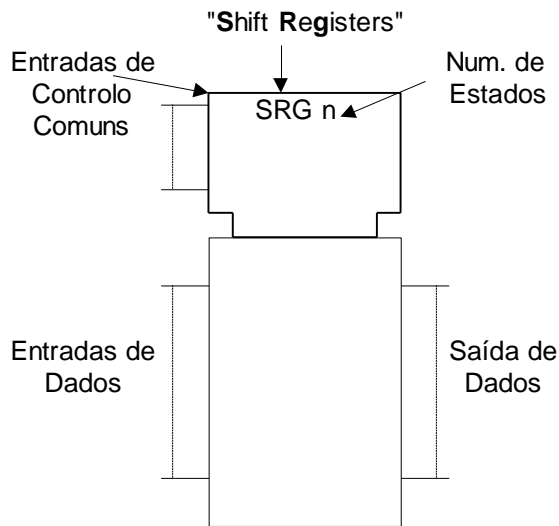 "Shift Registers"
Entradas de
Controlo
Comuns
Num. de
Estados
SRG n
Entradas de
Dados
Saída de
Dados